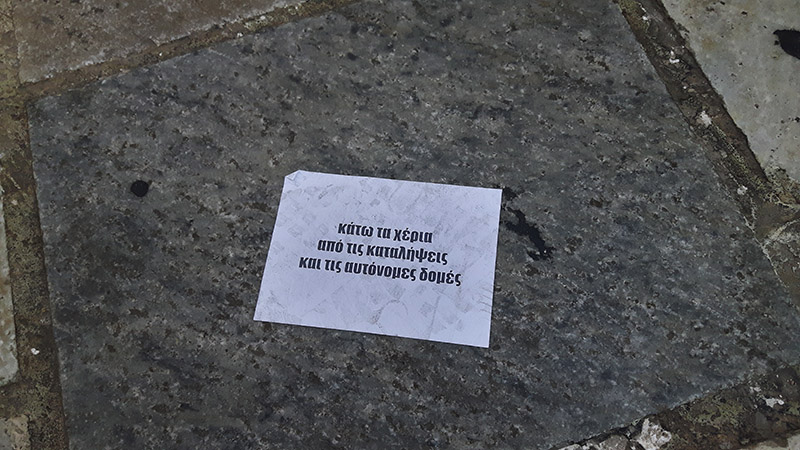 κάτω τα χέρια
από τις καταλήψεις
και τις αυτόνομες δομές